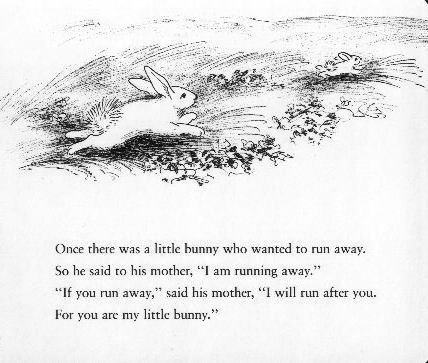 Once there was a little bunny who wanted to run away.
So he said to his mother, “I am running away.”
“If you run away,” said his mother, “I will run after you.
For you are my little bunny.”